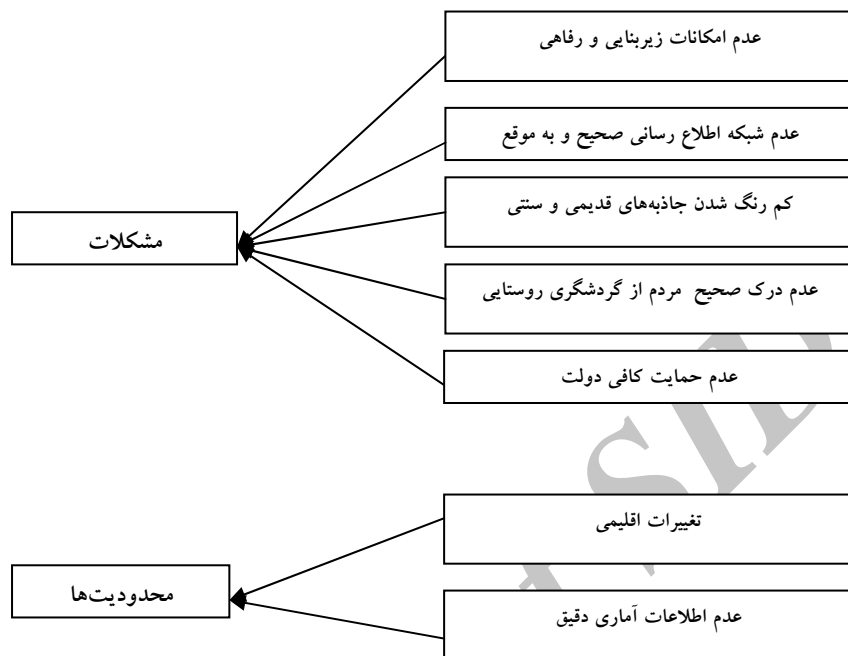 عدم امکانات زیربنایی و رفاهی
عدم شبکه اطلاع رسانی صحیح و به موقع
کم رنگ شدن جاذبه‌های قدیمی و سنتی
مشکلات
عدم درک صحیح مردم از گردشگری روستایی
عدم حمایت کافی دولت
تغییرات اقلیمی
محدودیت‌ها
عدم اطلاعات آماری دقیق